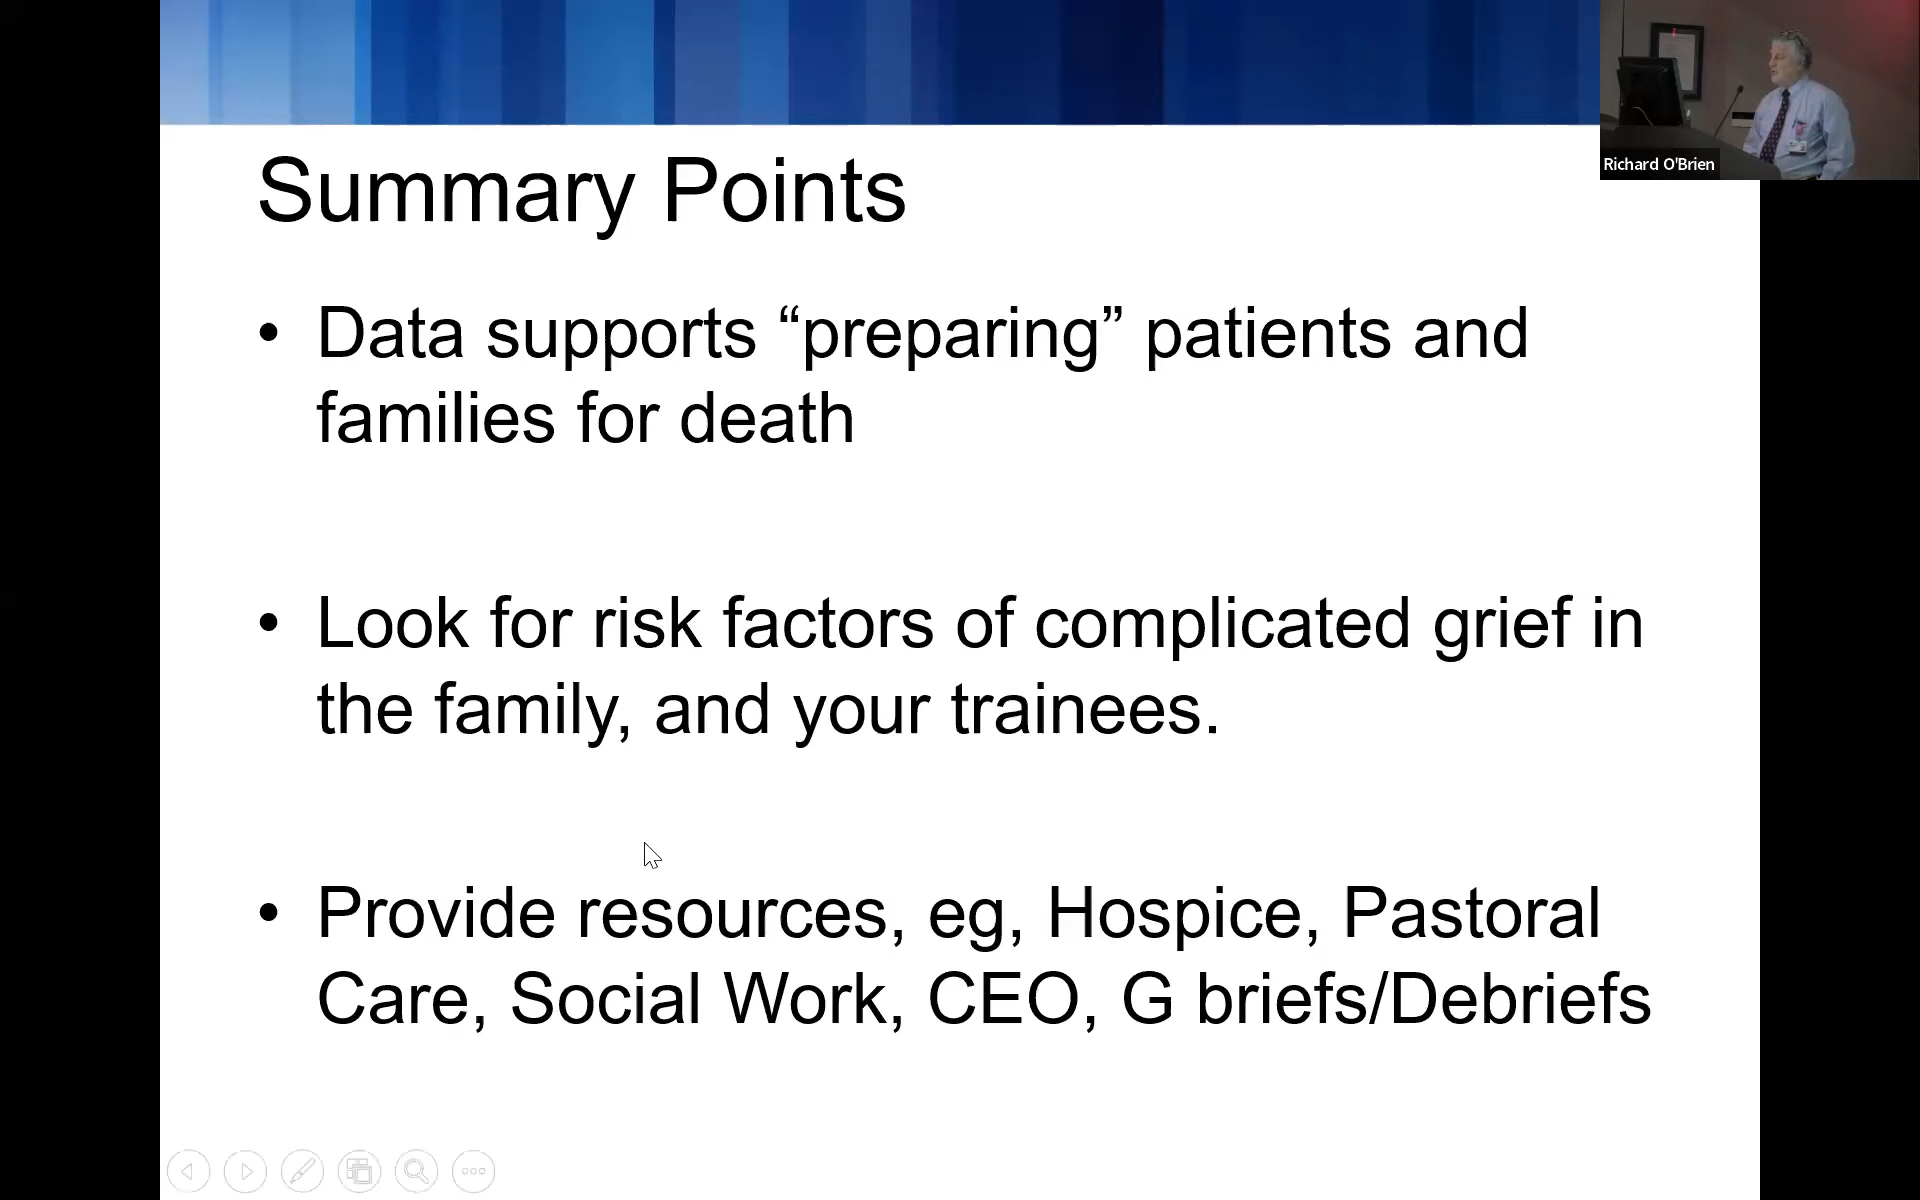 Richard O'Brien
Summary Points
• Data supports “preparing” patients and
families for death
• Look for risk factors of complicated grief in
the family, and your trainees.
• Provide resources, eg, Hospice, Pastoral
Care, Social Work, CEO, G briefs/Debriefs